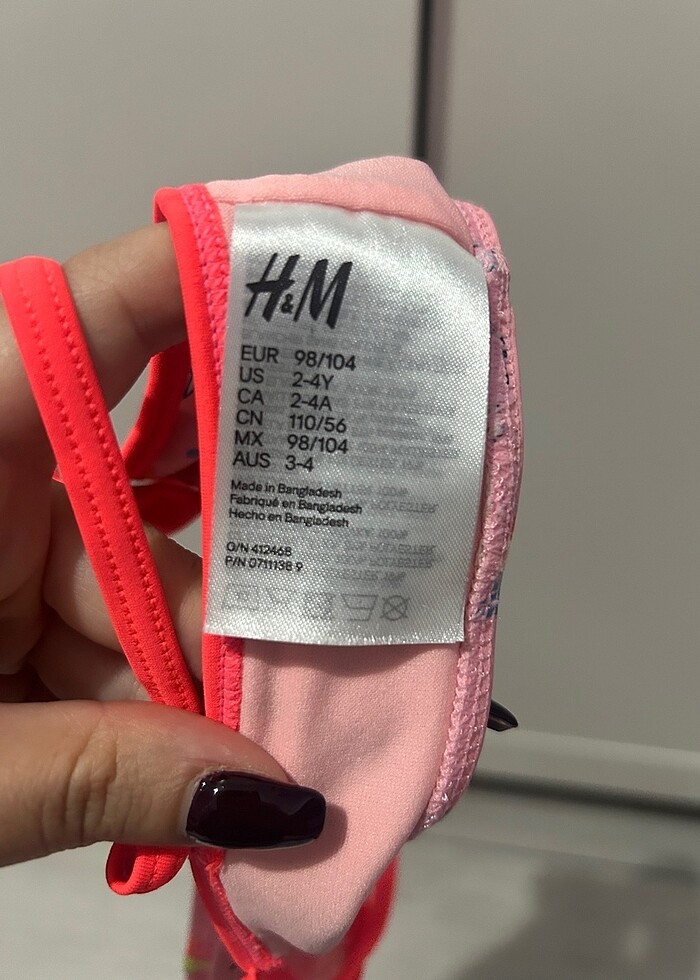 H&M
EUR 98/104
US 2-4Y
CA 2-4A
CN 110/56
MX 98/104
AUS 3-4
Made in Bangladesh
Fabriqué en Bangladesh
Hecho en Bangladesh
O/N 412468
P/N 0711138 9